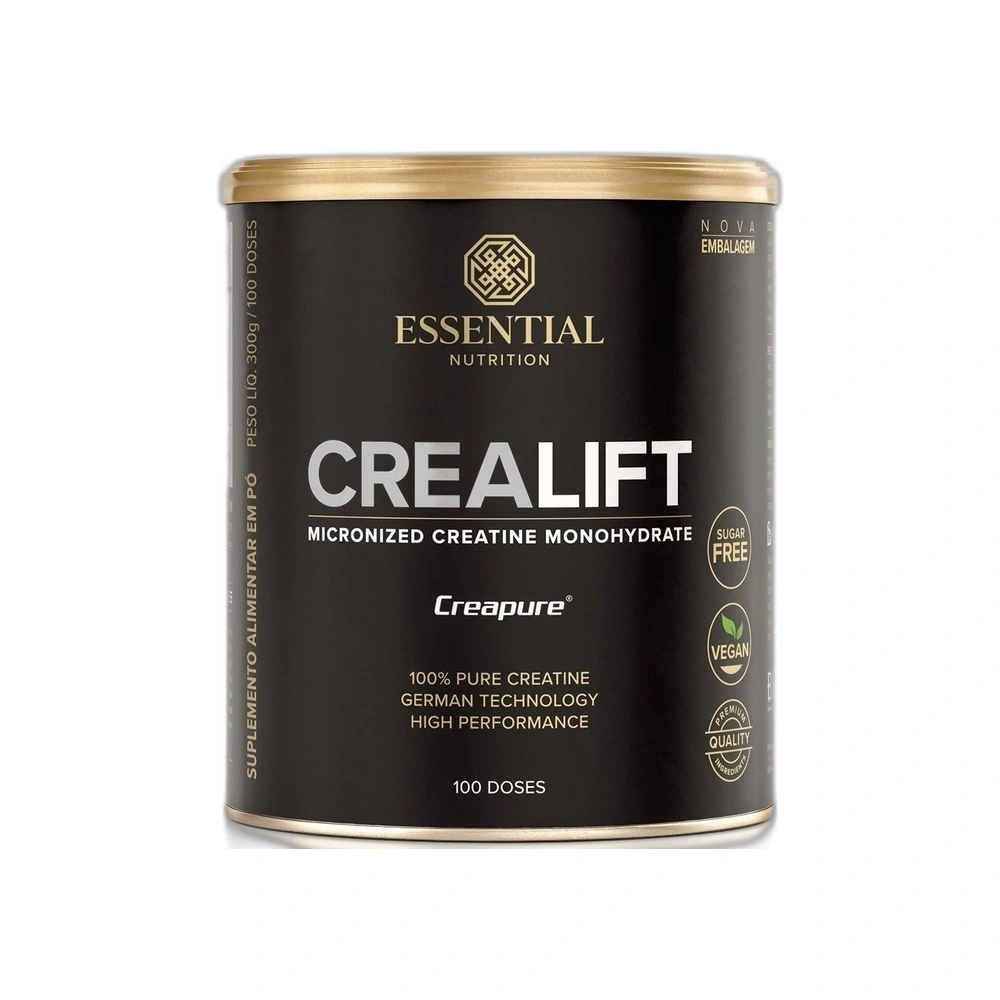 NOVA
EMBALAGEM
ESSENTIAL
NUTRITION
CREALIFT
MICRONIZED CREATINE MONOHYDRATE
Creapure®
100% PURE CREATINE
GERMAN TECHNOLOGY
HIGH PERFORMANCE
100 DOSES
SUGAR
FREE
VEGAN
PREMIUM
QUALITY
INGREDIENTS
SUPLEMENTO ALIMENTAR EM PÓ PESO LÍQ. 300g / 100 DOSES